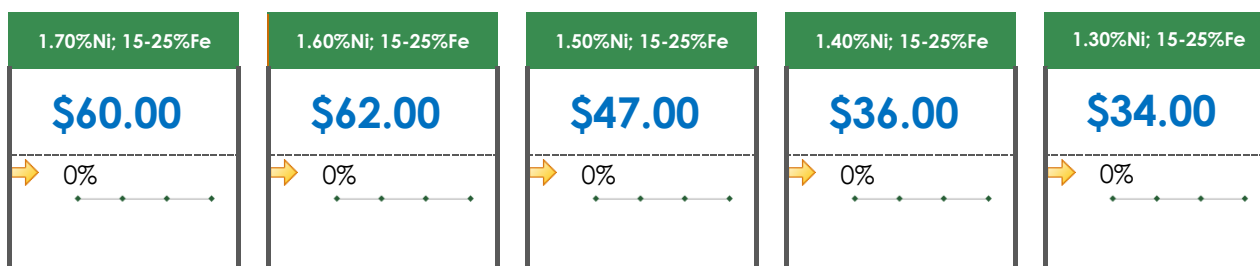 1.70%Ni; 15-25%Fe
$60.00
0%
1.60%Ni; 15-25%Fe
$62.00
0%
1.50%Ni; 15-25%Fe
$47.00
0%
1.40%Ni; 15-25%Fe
$36.00
0%
1.30%Ni; 15-25%Fe
$34.00
0%